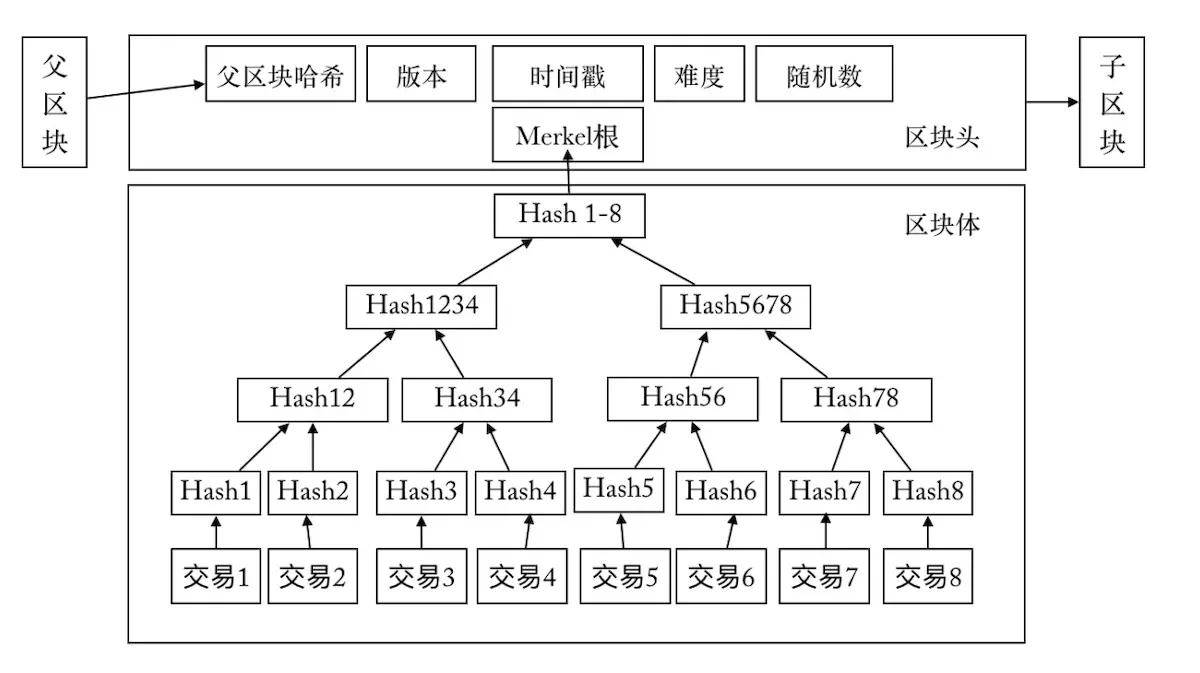 父区块
父区块哈希
版本
时间戳
难度
随机数
子区块
Merkel根
区块头
Hash 1-8
区块体
Hash1234
Hash5678
Hash12
Hash34
Hash56
Hash78
Hash1
Hash2
Hash3
Hash4
Hash5
Hash6
Hash7
Hash8
交易1
交易2
交易3
交易4
交易5
交易6
交易7
交易8